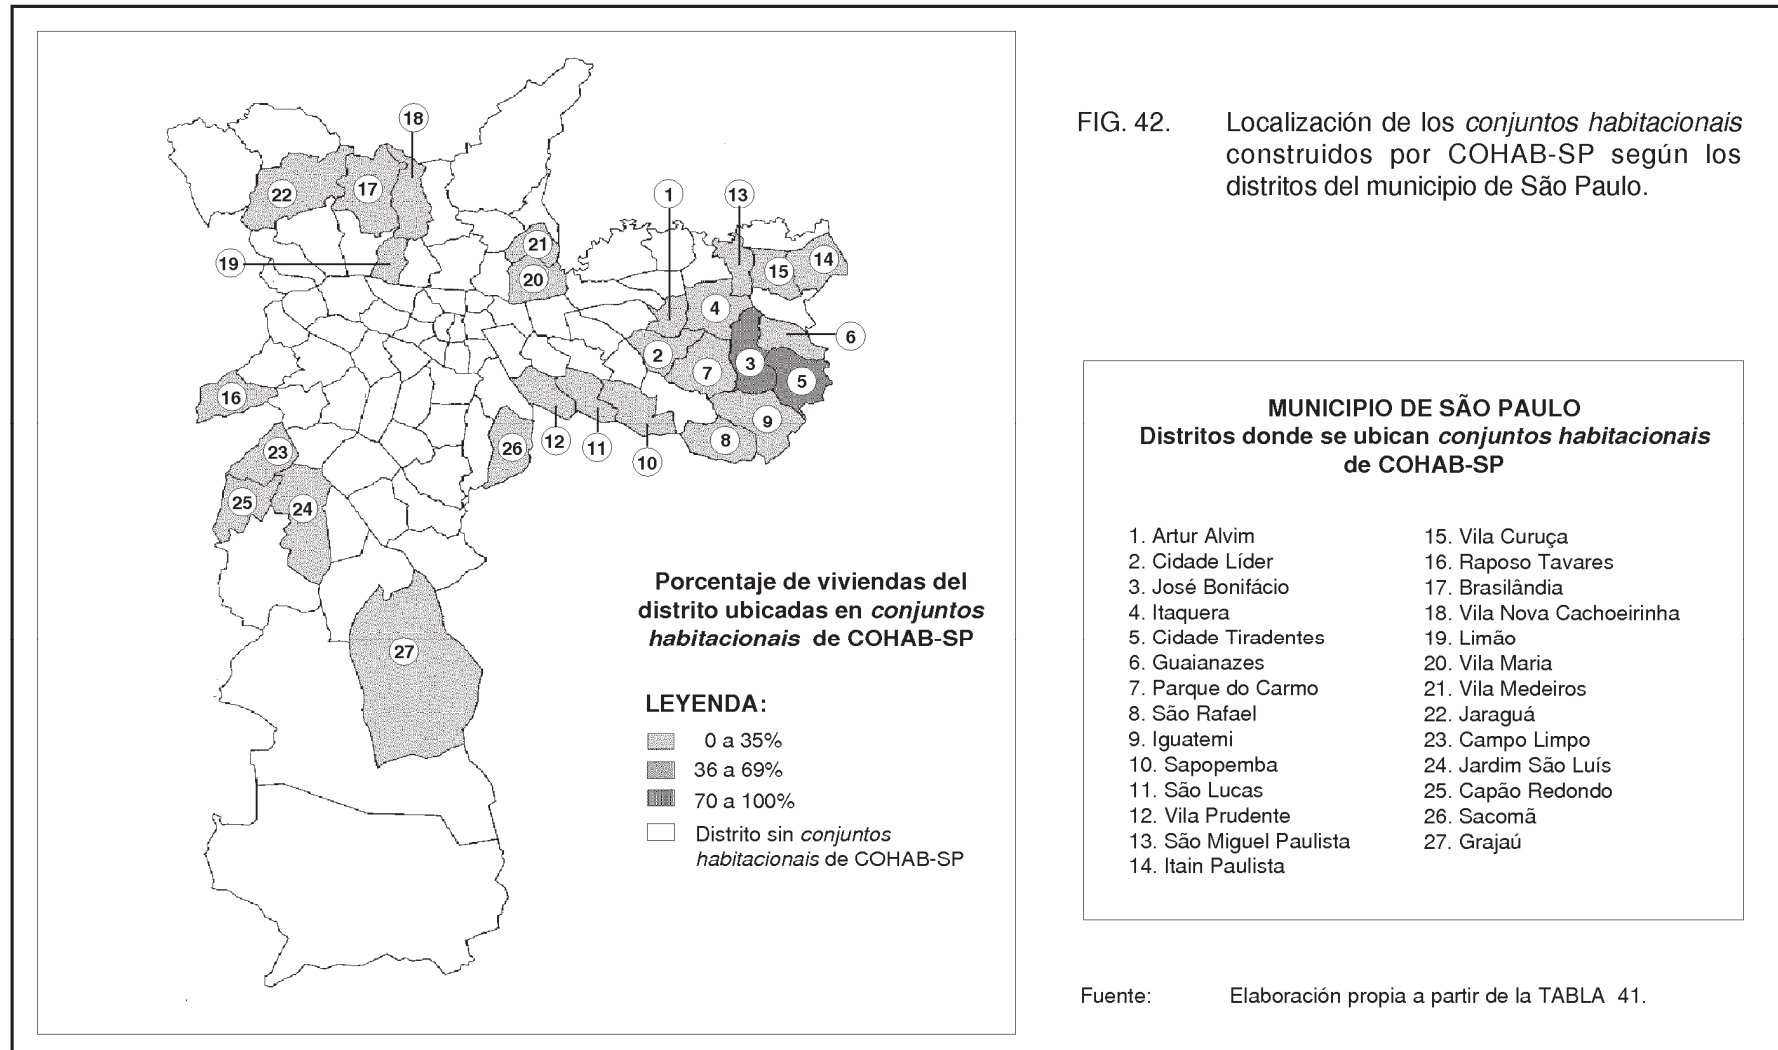 18
22
17
1
13
21
19
20
15
14
4
6
2
7
3
5
16
9
12
11
8
10
26
23
25
24
27
Porcentaje de viviendas del
distrito ubicadas en conjuntos
habitacionais de COHAB-SP
LEYENDA:
0 a 35%
36 a 69%
70 a 100%
Distrito sin conjuntos
habitacionais de COHAB-SP
FIG. 42. Localización de los conjuntos habitacionais
construidos por COHAB-SP según los
distritos del municipio de São Paulo.
MUNICIPIO DE SÃO PAULO
Distritos donde se ubican conjuntos habitacionais
de COHAB-SP
1. Artur Alvim
2. Cidade Líder
3. José Bonifácio
4. Itaquera
5. Cidade Tiradentes
6. Guaianazes
7. Parque do Carmo
8. São Rafael
9. Iguatemi
10. Sapopemba
11. São Lucas
12. Vila Prudente
13. São Miguel Paulista
14. Itain Paulista
15. Vila Curuça
16. Raposo Tavares
17. Brasilândia
18. Vila Nova Cachoeirinha
19. Limão
20. Vila Maria
21. Vila Medeiros
22. Jaraguá
23. Campo Limpo
24. Jardim São Luís
25. Capão Redondo
26. Sacomã
27. Grajaú
Fuente: Elaboración propia a partir de la TABLA 41.